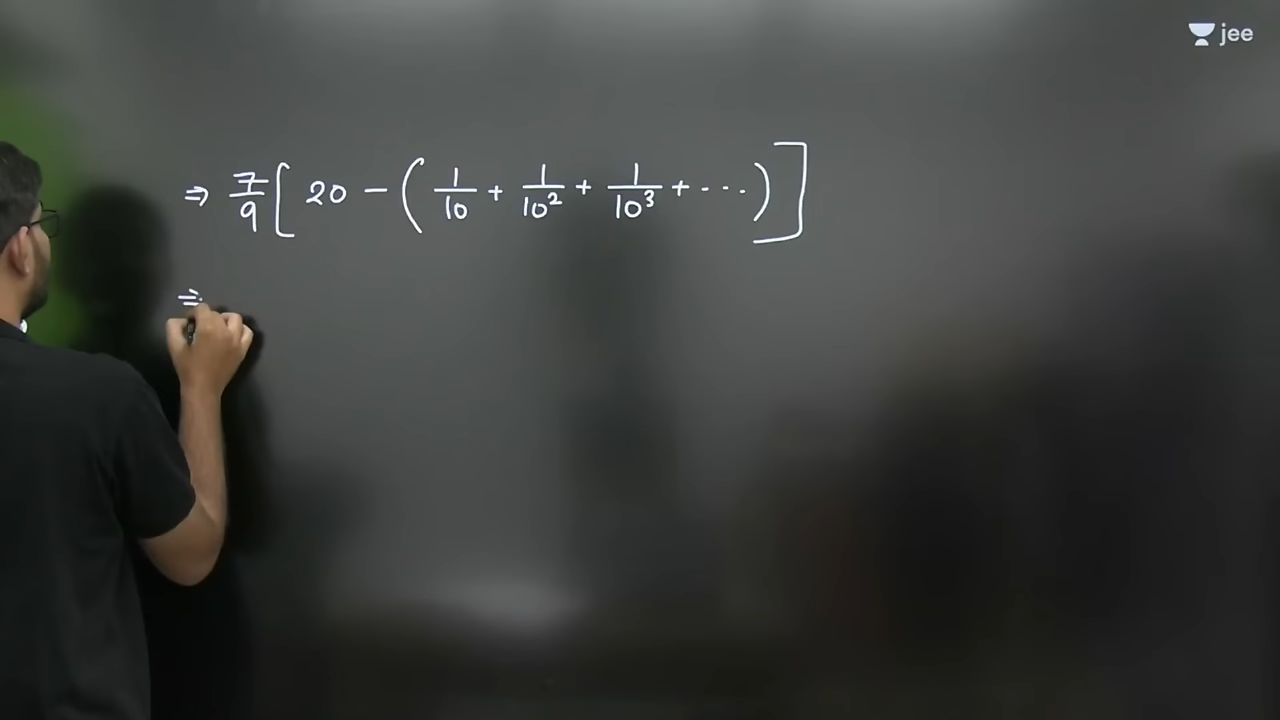 jee
⇒ 7/9 [ 20 − ( 1/10 + 1/10² + 1/10³ + ... ) ]
⇒